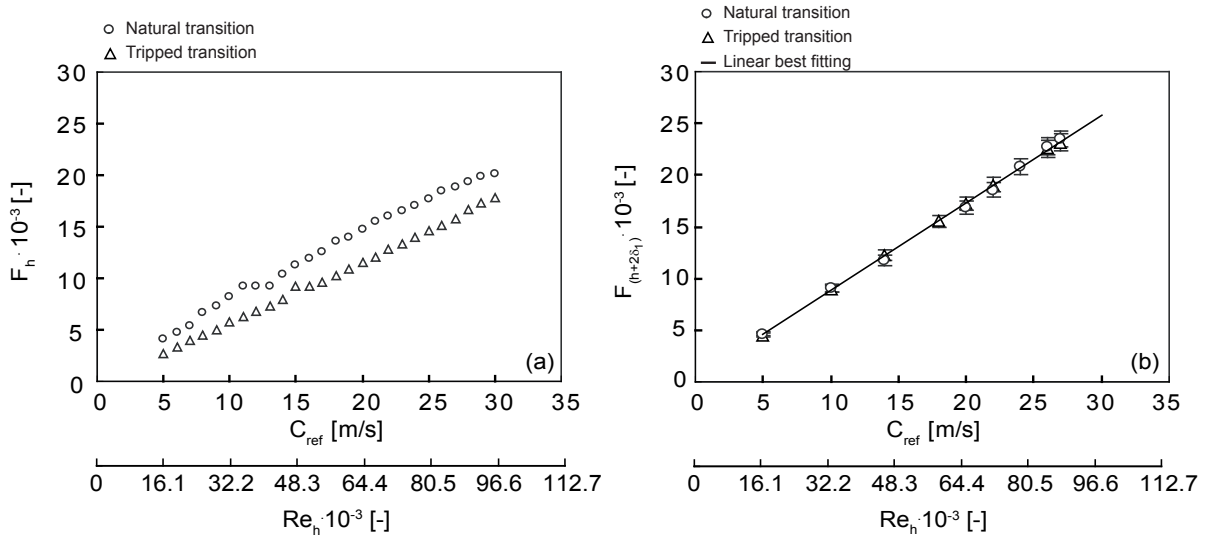 ○ Natural transition
△ Tripped transition
30
25
20
15
10
5
0
F_h·10⁻³ [-]
(a)
0 5 10 15 20 25 30 35
C_ref [m/s]
0 16.1 32.2 48.3 64.4 80.5 96.6 112.7
Re_h·10⁻³ [-]
○ Natural transition
△ Tripped transition
— Linear best fitting
30
25
20
15
10
5
0
F_(h+2δ₁)·10⁻³ [-]
(b)
0 5 10 15 20 25 30 35
C_ref [m/s]
0 16.1 32.2 48.3 64.4 80.5 96.6 112.7
Re_h·10⁻³ [-]